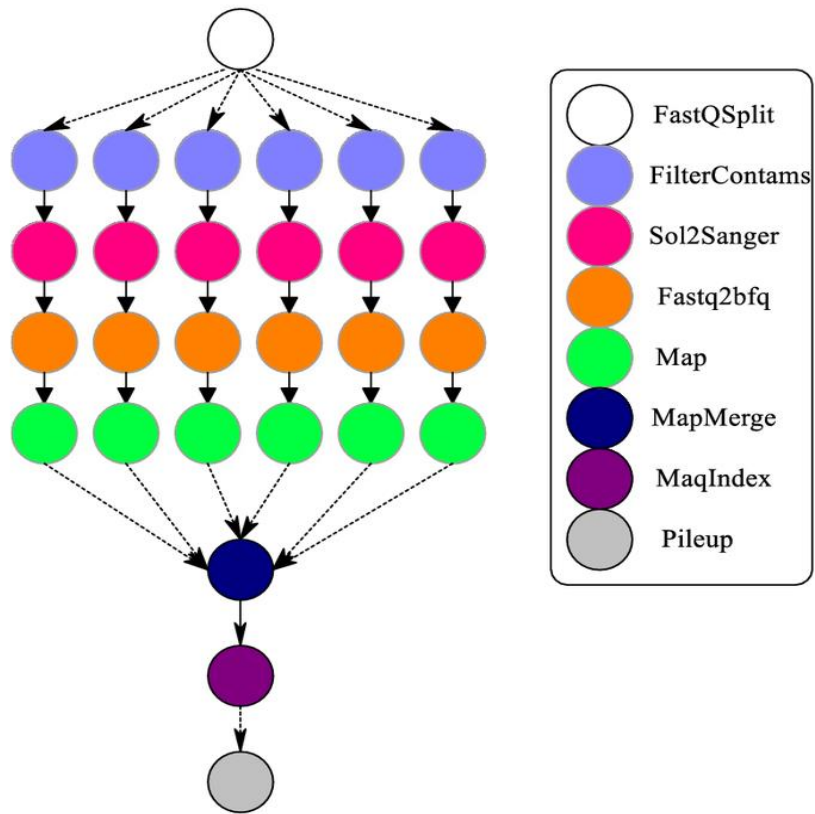 FastQSplit
FilterContams
Sol2Sanger
Fastq2bfq
Map
MapMerge
MaqIndex
Pileup